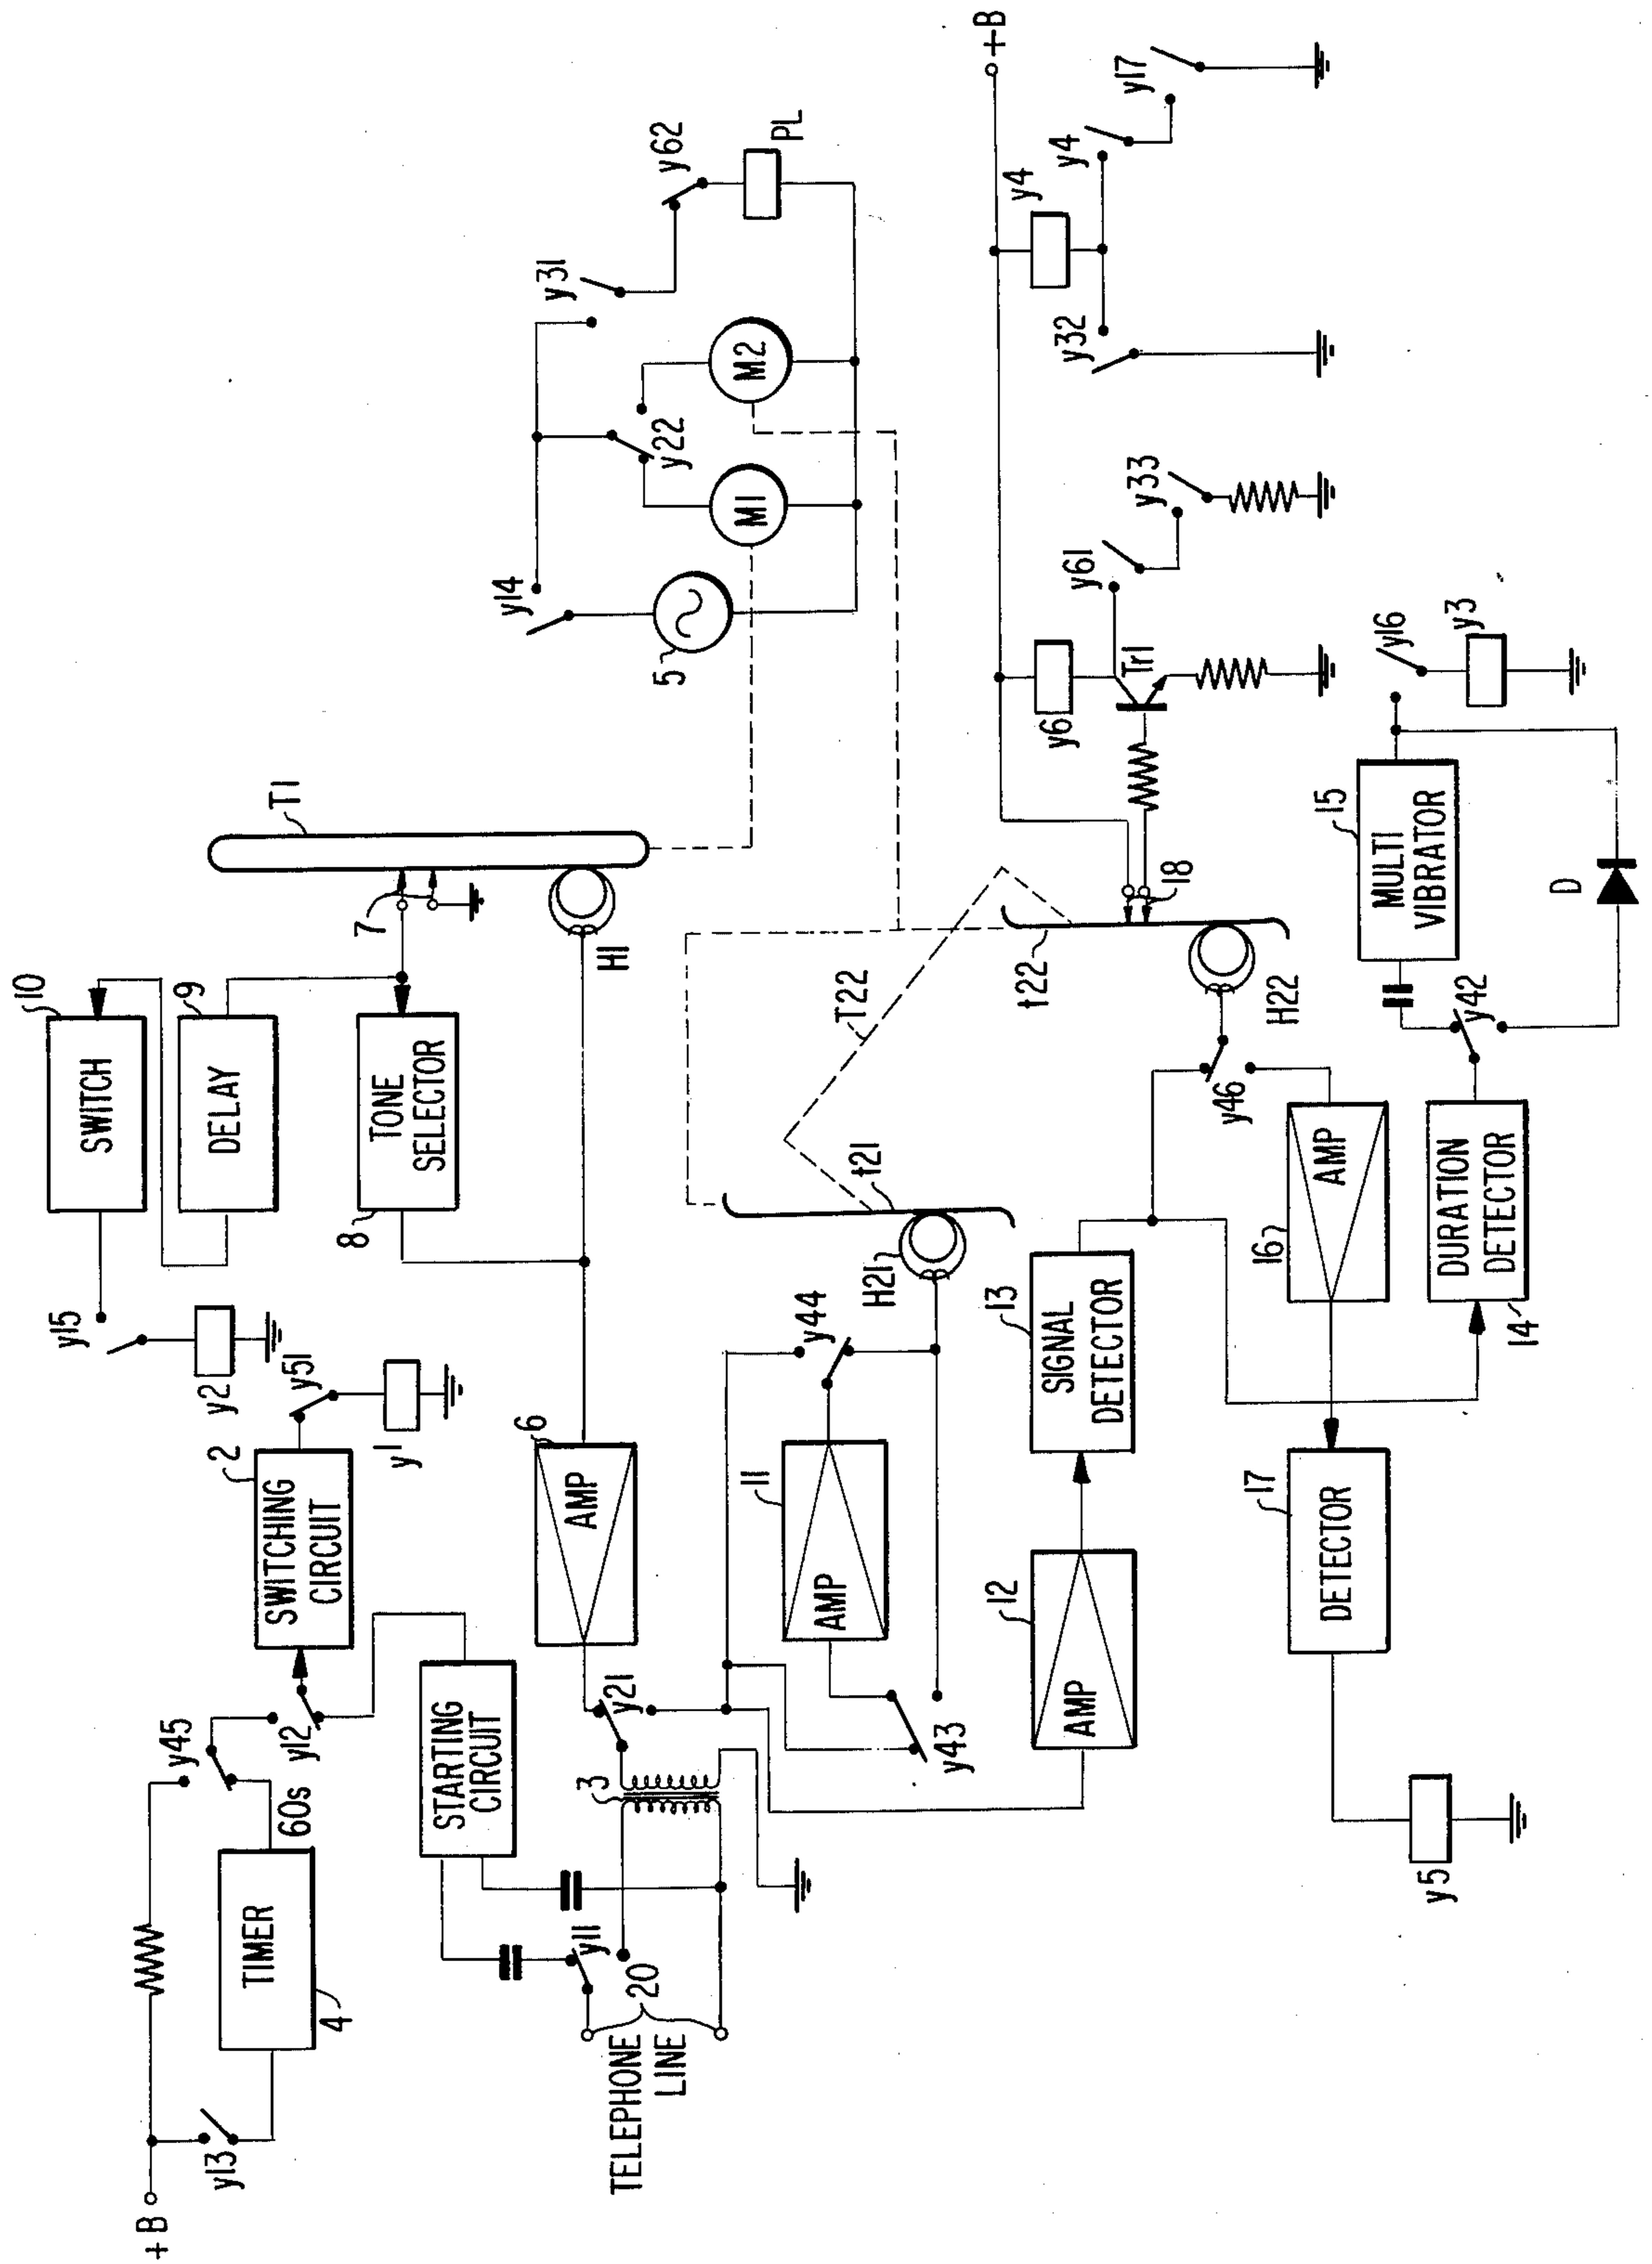 +B
y13
TIMER
4
60s
y45
y12
SWITCHING
CIRCUIT
2
y51
y1
y15
y2
SWITCH
10
DELAY
9
TONE
SELECTOR
8
7
T1
H1
STARTING
CIRCUIT
TELEPHONE
LINE
20
y11
3
y21
AMP
6
5
y14
M1
y22
M2
y31
y62
PL
AMP
11
y43
y44
H21
t21
T22
t22
H22
18
AMP
12
SIGNAL
DETECTOR
13
y46
AMP
16
DETECTOR
17
y5
DURATION
DETECTOR
14
y42
MULTI
VIBRATOR
15
D
y16
y3
y6
Tr1
y61
y33
+B
y4
y32
y4
y17